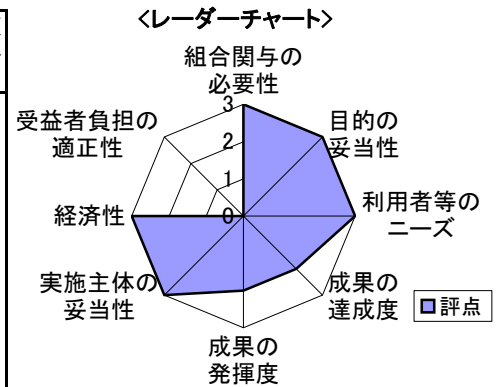 <レーダーチャート>
組合関与の
必要性
目的の
妥当性
利用者等の
ニーズ
成果の
達成度
成果の
発揮度
実施主体の
妥当性
経済性
受益者負担の
適正性
3
2
1
0
評点